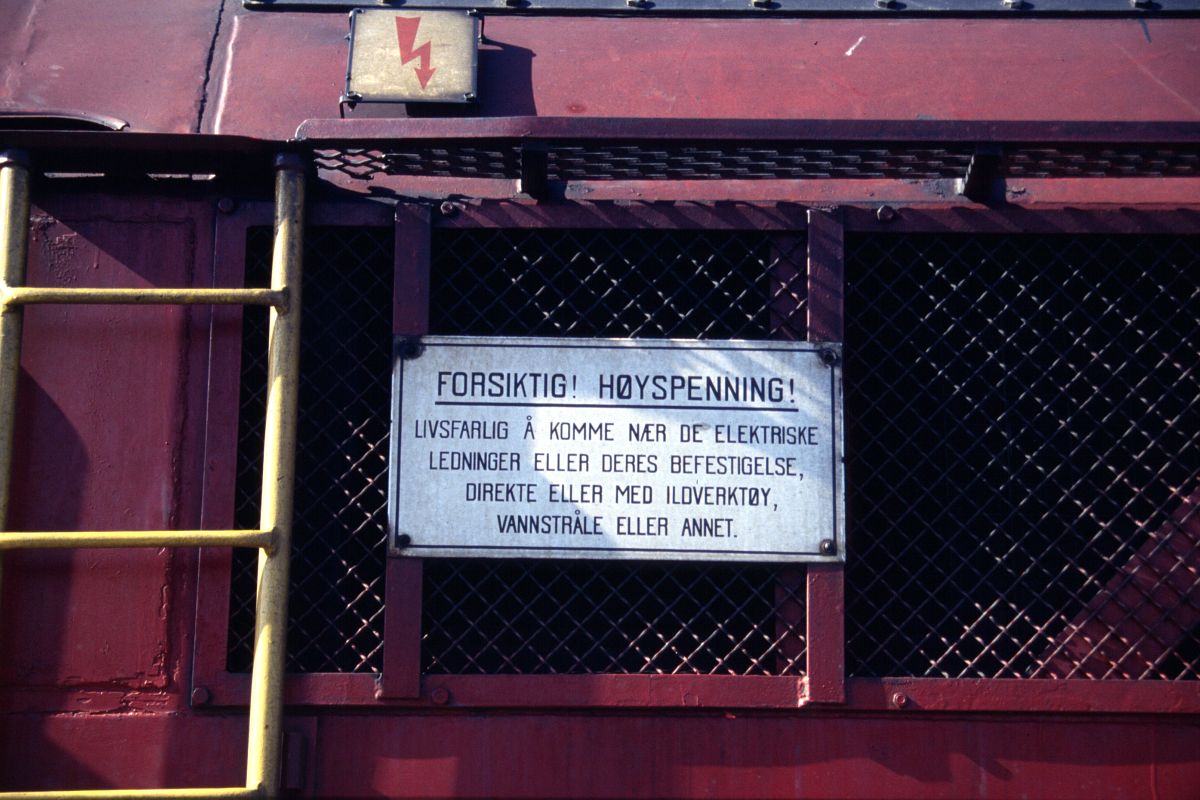 FORSIKTIG! HØYSPENNING!
LIVSFARLIG Å KOMME NÆR DE ELEKTRISKE
LEDNINGER ELLER DERES BEFESTIGELSE,
DIREKTE ELLER MED ILDVERKTØY,
VANNSTRÅLE ELLER ANNET.